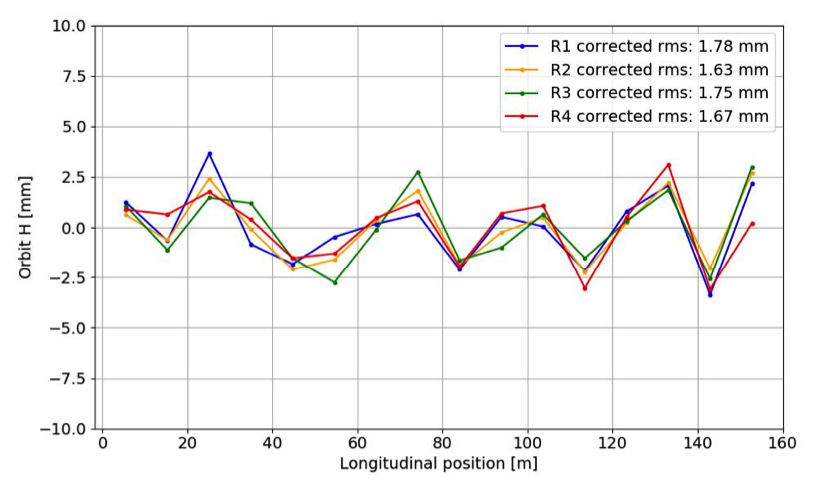 10.0
7.5
5.0
2.5
0.0
−2.5
−5.0
−7.5
−10.0
Orbit H [mm]
R1 corrected rms: 1.78 mm
R2 corrected rms: 1.63 mm
R3 corrected rms: 1.75 mm
R4 corrected rms: 1.67 mm
0 20 40 60 80 100 120 140 160
Longitudinal position [m]